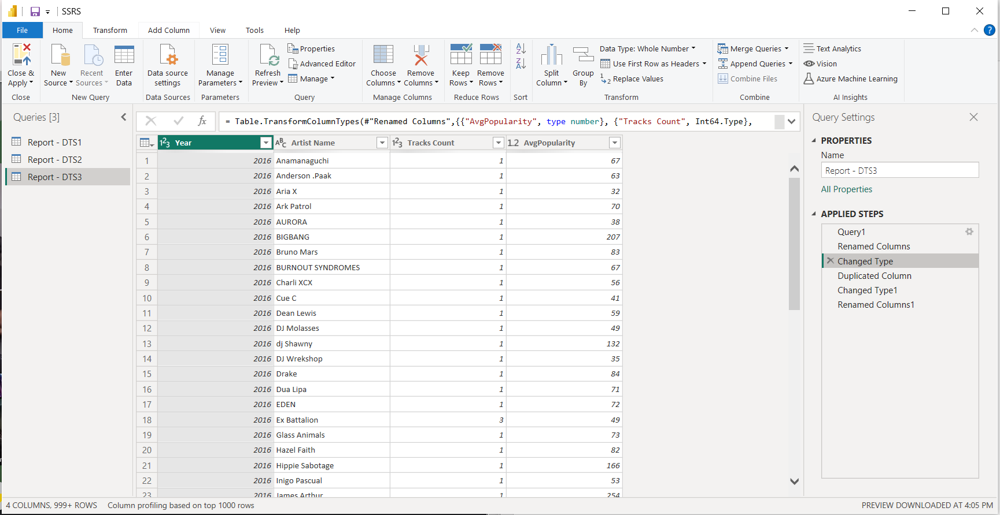 SSRS
File Home Transform Add Column View Tools Help
Close & Apply
New Source
Recent Sources
Enter Data
Data source settings
Manage Parameters
Refresh Preview
Properties
Advanced Editor
Manage
Choose Columns
Remove Columns
Keep Rows
Remove Rows
Split Column
Group By
Data Type: Whole Number
Use First Row as Headers
Replace Values
Merge Queries
Append Queries
Combine Files
Text Analytics
Vision
Azure Machine Learning
Close New Query Data Sources Parameters Query Manage Columns Reduce Rows Sort Transform Combine AI Insights
Queries [3]
Report - DTS1
Report - DTS2
Report - DTS3
fx = Table.TransformColumnTypes(#"Renamed Columns",{{"AvgPopularity", type number}, {"Tracks Count", Int64.Type},
123 Year ABC Artist Name 123 Tracks Count 1.2 AvgPopularity
1 2016 Anamanaguchi 1 67
2 2016 Anderson .Paak 1 63
3 2016 Aria X 1 32
4 2016 Ark Patrol 1 70
5 2016 AURORA 1 38
6 2016 BIGBANG 1 207
7 2016 Bruno Mars 1 83
8 2016 BURNOUT SYNDROMES 1 67
9 2016 Charli XCX 1 56
10 2016 Cue C 1 41
11 2016 Dean Lewis 1 59
12 2016 DJ Molasses 1 49
13 2016 dj Shawny 1 132
14 2016 DJ Wrekshop 1 35
15 2016 Drake 1 84
16 2016 Dua Lipa 1 71
17 2016 EDEN 1 72
18 2016 Ex Battalion 3 49
19 2016 Glass Animals 1 73
20 2016 Hazel Faith 1 82
21 2016 Hippie Sabotage 1 166
22 2016 Inigo Pascual 1 53
23 2016 James Arthur 1 254
Query Settings
PROPERTIES
Name
Report - DTS3
All Properties
APPLIED STEPS
Query1
Renamed Columns
Changed Type
Duplicated Column
Changed Type1
Renamed Columns1
4 COLUMNS, 999+ ROWS Column profiling based on top 1000 rows PREVIEW DOWNLOADED AT 4:05 PM